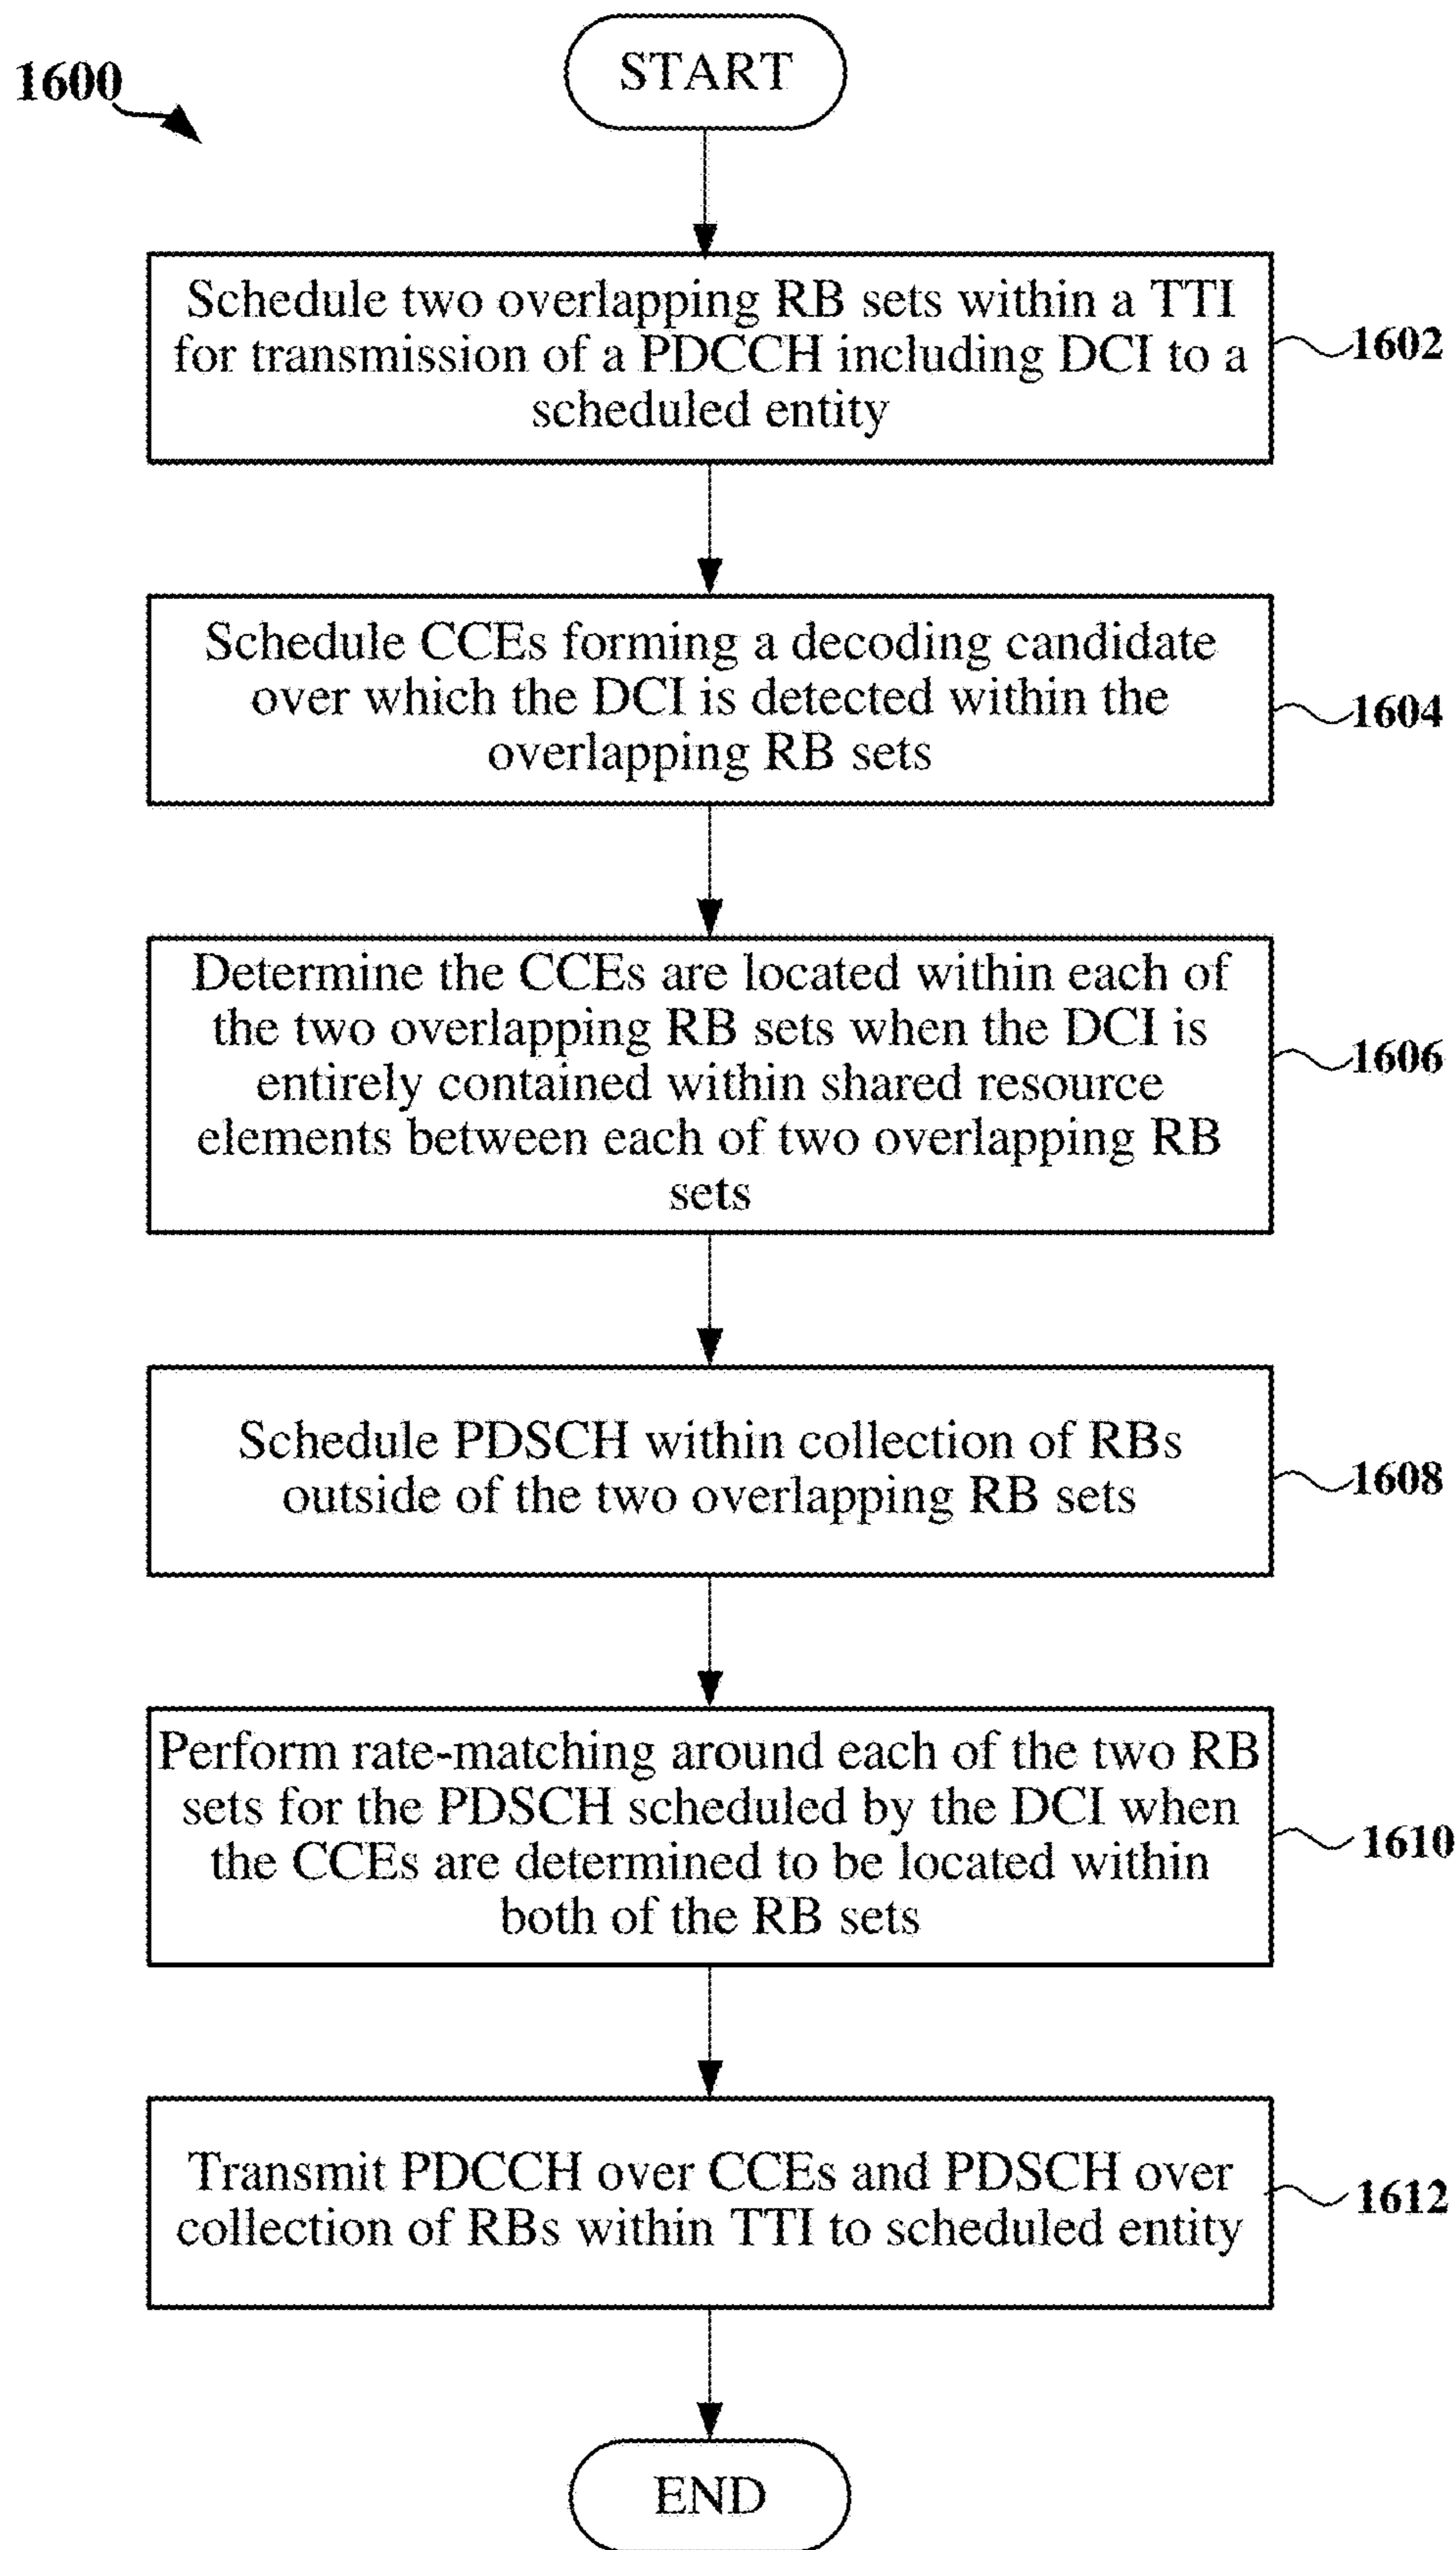 1600
START
Schedule two overlapping RB sets within a TTI
for transmission of a PDCCH including DCI to a
scheduled entity
1602
Schedule CCEs forming a decoding candidate
over which the DCI is detected within the
overlapping RB sets
1604
Determine the CCEs are located within each of
the two overlapping RB sets when the DCI is
entirely contained within shared resource
elements between each of two overlapping RB
sets
1606
Schedule PDSCH within collection of RBs
outside of the two overlapping RB sets
1608
Perform rate-matching around each of the two RB
sets for the PDSCH scheduled by the DCI when
the CCEs are determined to be located within
both of the RB sets
1610
Transmit PDCCH over CCEs and PDSCH over
collection of RBs within TTI to scheduled entity
1612
END